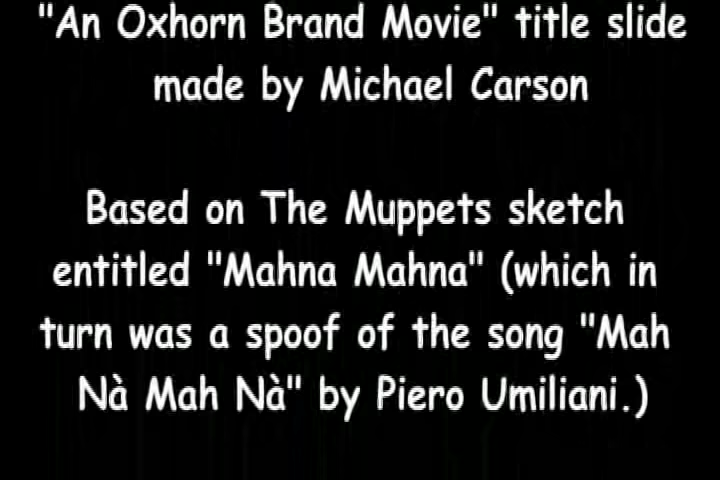 "An Oxhorn Brand Movie" title slide
made by Michael Carson
Based on The Muppets sketch
entitled "Mahna Mahna" (which in
turn was a spoof of the song "Mah
Nà Mah Nà" by Piero Umiliani.)